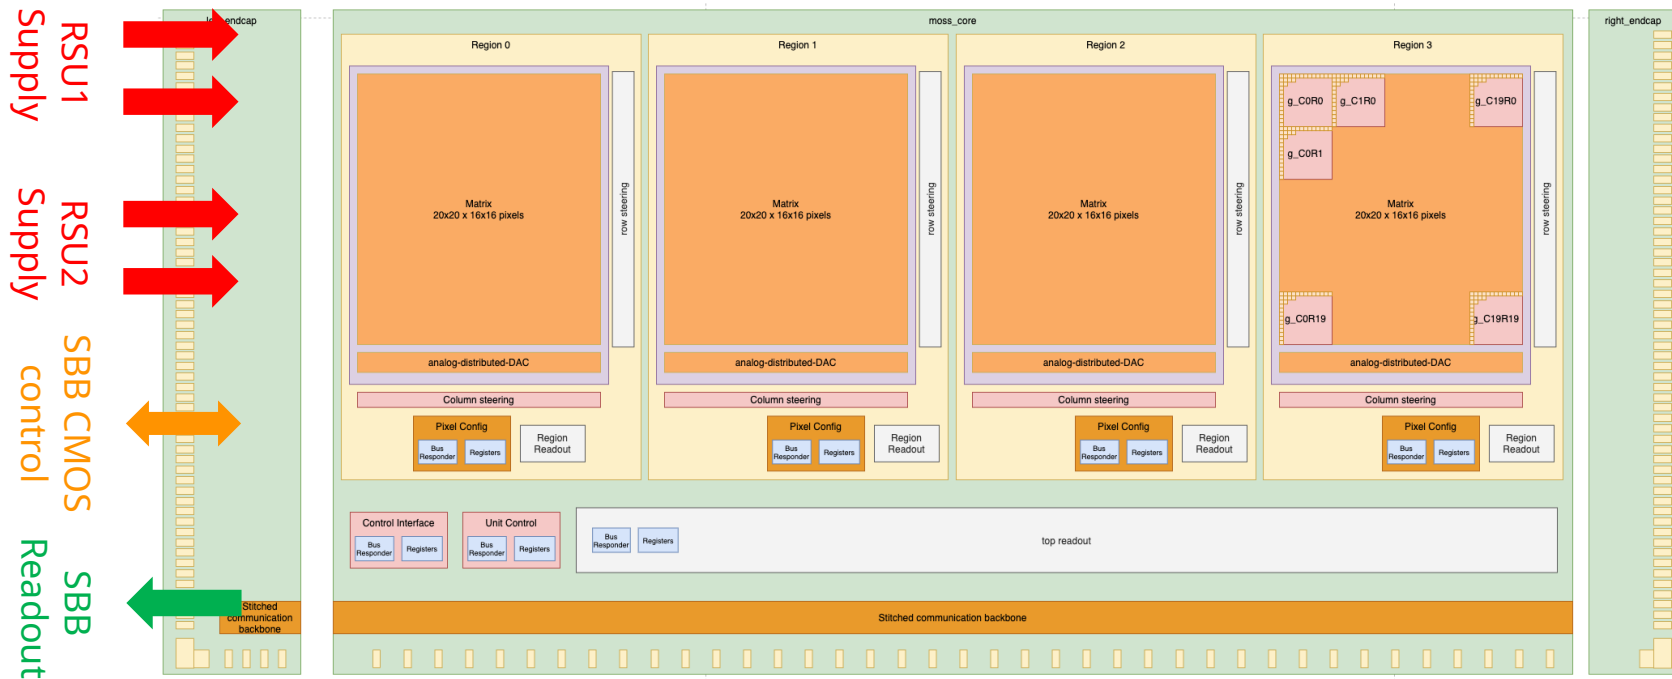 RSU1
Supply
RSU2
Supply
SBB CMOS
control
SBB
Readout
endcap
Stitched
communication
backbone
moss_core
Region 0
Matrix
20x20 x 16x16 pixels
row steering
analog-distributed-DAC
Column steering
Pixel Config
Bus
Responder
Registers
Region
Readout
Region 1
Matrix
20x20 x 16x16 pixels
row steering
analog-distributed-DAC
Column steering
Pixel Config
Bus
Responder
Registers
Region
Readout
Region 2
Matrix
20x20 x 16x16 pixels
row steering
analog-distributed-DAC
Column steering
Pixel Config
Bus
Responder
Registers
Region
Readout
Region 3
g_C0R0
g_C1R0
g_C19R0
g_C0R1
Matrix
20x20 x 16x16 pixels
g_C0R19
g_C19R19
row steering
analog-distributed-DAC
Column steering
Pixel Config
Bus
Responder
Registers
Region
Readout
Control Interface
Bus
Responder
Registers
Unit Control
Bus
Responder
Registers
Bus
Responder
Registers
top readout
Stitched communication backbone
right_endcap